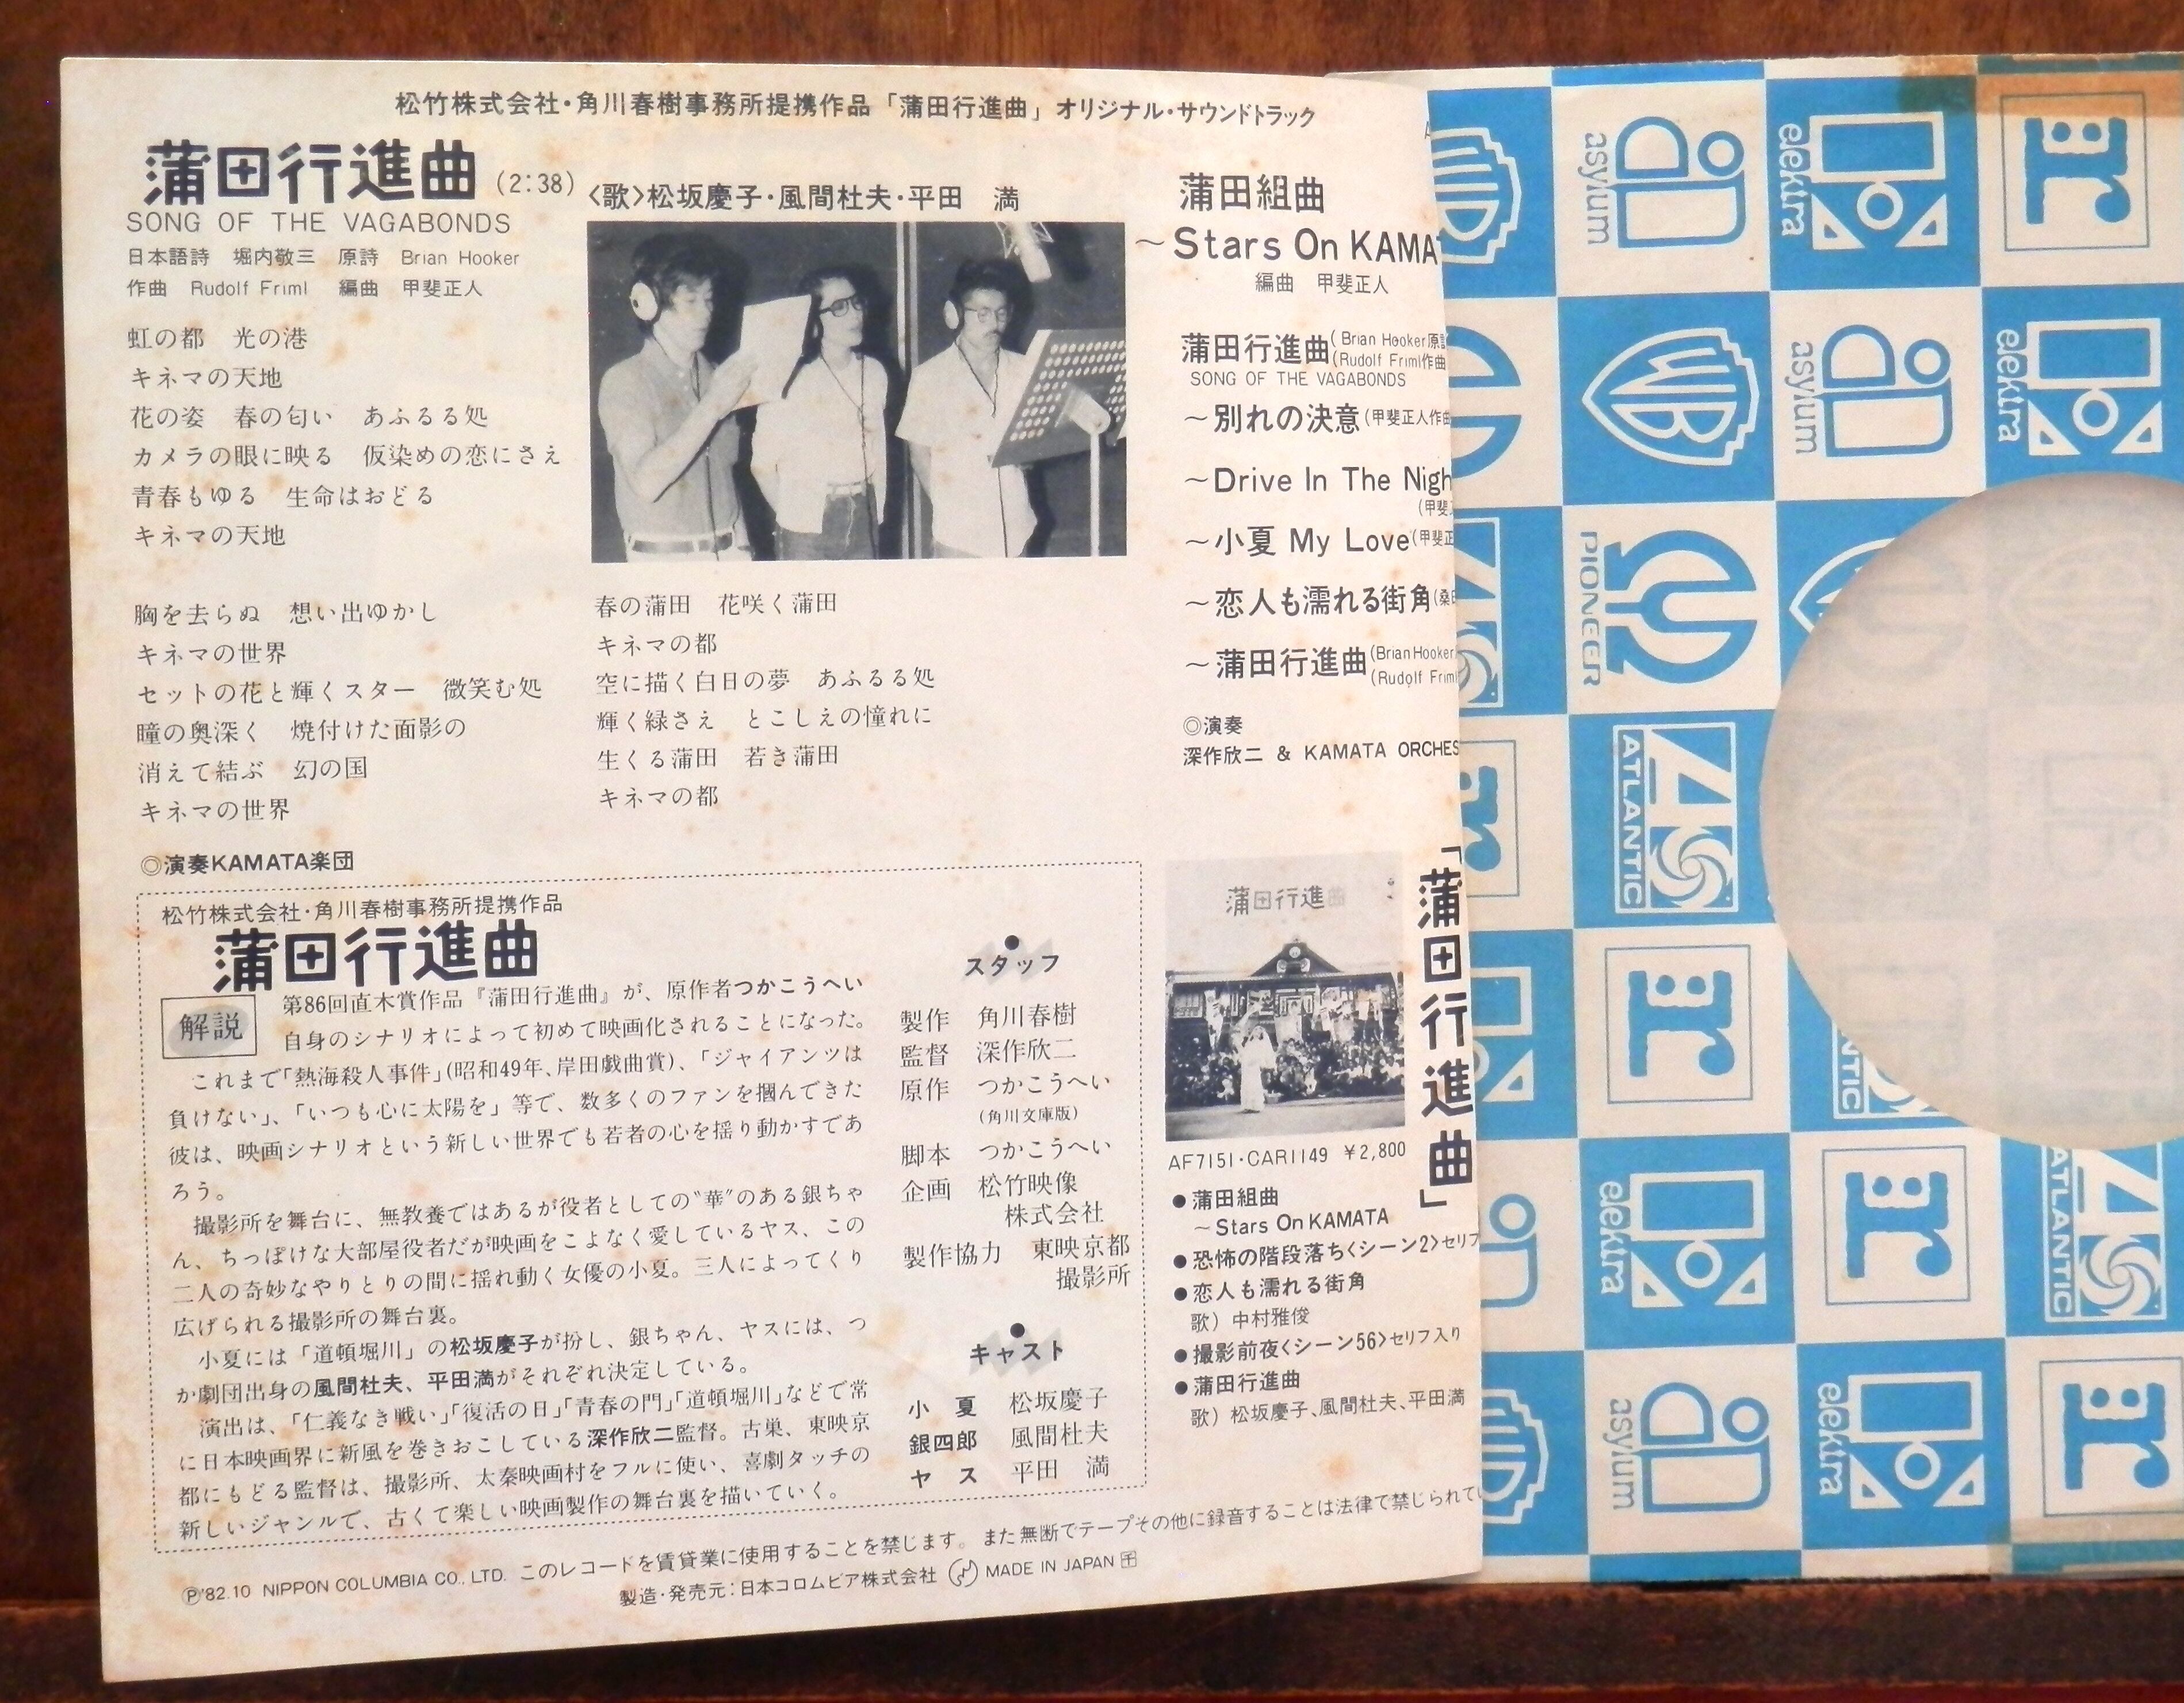 松竹株式会社・角川春樹事務所提携作品「蒲田行進曲」オリジナル・サウンドトラック
蒲田行進曲 (2:38) 〈歌〉松坂慶子・風間杜夫・平田　満
SONG OF THE VAGABONDS
日本語詩　堀内敬三　原詩　Brian Hooker
作曲　Rudolf Friml　編曲　甲斐正人
虹の都　光の港
キネマの天地
花の姿　春の匂い　あふるる処
カメラの眼に映る　仮染めの恋にさえ
青春もゆる　生命はおどる
キネマの天地
胸を去らぬ　想い出ゆかし
キネマの世界
セットの花と輝くスター　微笑む処
瞳の奥深く　焼付けた面影の
消えて結ぶ　幻の国
キネマの世界
春の蒲田　花咲く蒲田
キネマの都
空に描く白日の夢　あふるる処
輝く緑さえ　とこしえの憧れに
生くる蒲田　若き蒲田
キネマの都
◎演奏KAMATA楽団
蒲田組曲
～Stars On KAMA
編曲　甲斐正人
蒲田行進曲(Brian Hooker原
(Rudolf Friml作曲
SONG OF THE VAGABONDS
～別れの決意(甲斐正人作曲
～Drive In The Nigh
(甲斐
～小夏 My Love(甲斐正
～恋人も濡れる街角(桑
～蒲田行進曲(Brian Hooker
(Rudolf Friml
◎演奏
深作欣二 & KAMATA ORCHES
松竹株式会社・角川春樹事務所提携作品
蒲田行進曲
解説
第86回直木賞作品『蒲田行進曲』が、原作者つかこうへい
自身のシナリオによって初めて映画化されることになった。
これまで「熱海殺人事件」(昭和49年、岸田戯曲賞)、「ジャイアンツは
負けない」、「いつも心に太陽を」等で、数多くのファンを掴んできた
彼は、映画シナリオという新しい世界でも若者の心を揺り動かすであ
ろう。
撮影所を舞台に、無教養ではあるが役者としての〝華〟のある銀ちゃ
ん、ちっぽけな大部屋役者だが映画をこよなく愛しているヤス、この
二人の奇妙なやりとりの間に揺れ動く女優の小夏。三人によってくり
広げられる撮影所の舞台裏。
小夏には「道頓堀川」の松坂慶子が扮し、銀ちゃん、ヤスには、つ
か劇団出身の風間杜夫、平田満がそれぞれ決定している。
演出は、「仁義なき戦い」「復活の日」「青春の門」「道頓堀川」などで常
に日本映画界に新風を巻きおこしている深作欣二監督。古巣、東映京
都にもどる監督は、撮影所、太秦映画村をフルに使い、喜劇タッチの
新しいジャンルで、古くて楽しい映画製作の舞台裏を描いていく。
スタッフ
製作　角川春樹
監督　深作欣二
原作　つかこうへい
(角川文庫版)
脚本　つかこうへい
企画　松竹映像
株式会社
製作協力　東映京都
撮影所
キャスト
小　夏　松坂慶子
銀四郎　風間杜夫
ヤ　ス　平田　満
蒲田行進曲
「蒲田行進曲」
AF7151・CAR1149 ¥2,800
●蒲田組曲
～Stars On KAMATA
●恐怖の階段落ち〈シーン2〉セリフ
●恋人も濡れる街角
歌）中村雅俊
●撮影前夜〈シーン56〉セリフ入り
●蒲田行進曲
歌）松坂慶子、風間杜夫、平田満
Ⓟ'82.10 NIPPON COLUMBIA CO., LTD. このレコードを賃貸業に使用することを禁じます。また無断でテープその他に録音することは法律で禁じられてい
製造・発売元：日本コロムビア株式会社 MADE IN JAPAN
asylum
elektra
asylum
elektra
PIONEER
ATLANTIC
NTIC
elektra
ATLANTIC
asylum
elektra